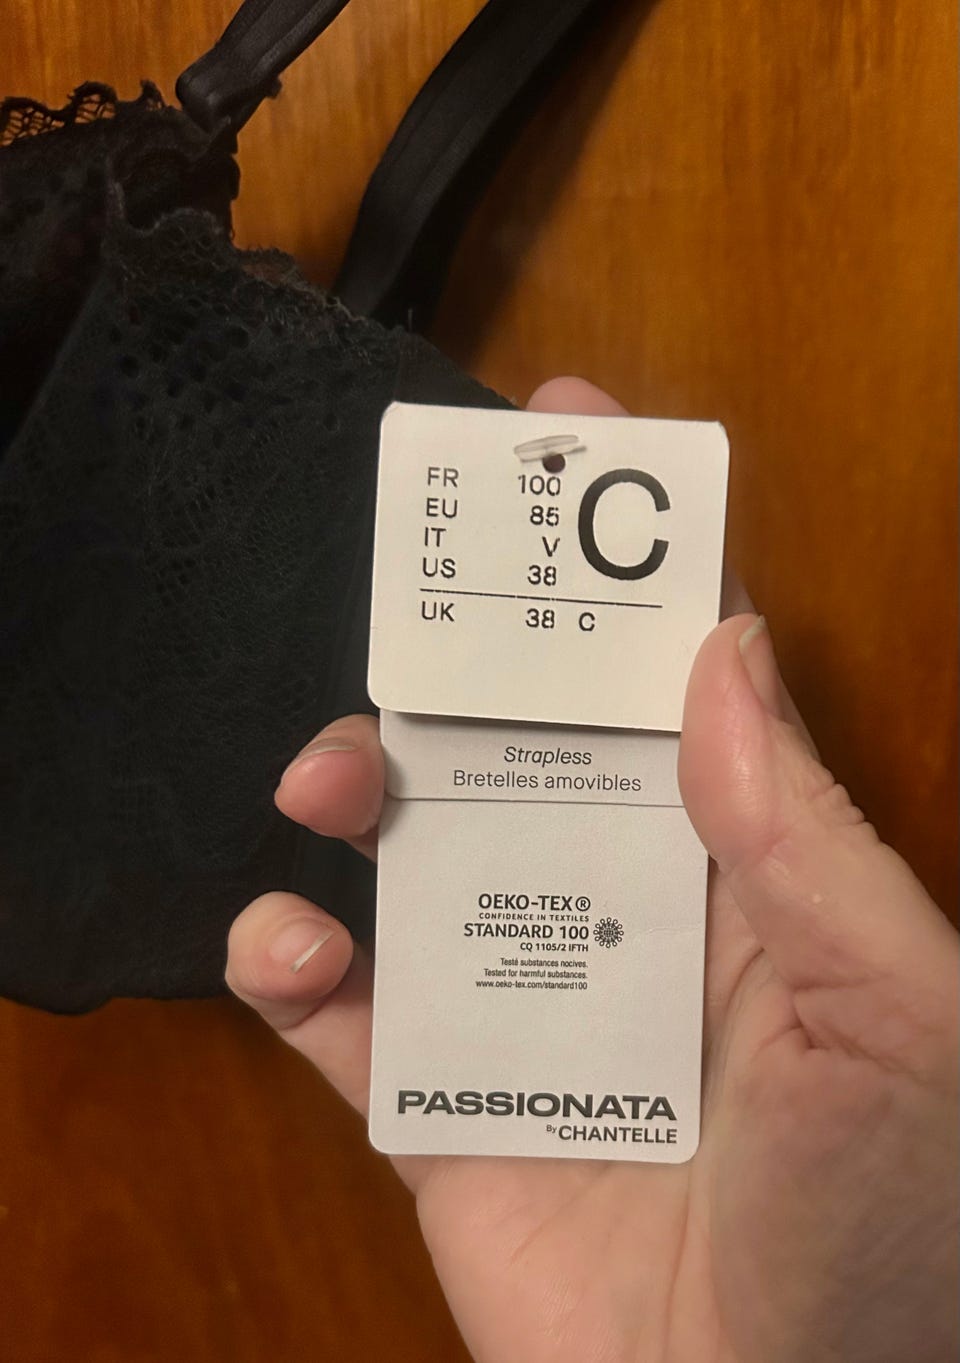 FR 100 C
EU 85
IT V
US 38
UK 38 C
Strapless
Bretelles amovibles
OEKO-TEX®
CONFIDENCE IN TEXTILES
STANDARD 100
CQ 1105/2 IFTH
Testé substances nocives.
Tested for harmful substances.
www.oeko-tex.com/standard100
PASSIONATA
By CHANTELLE